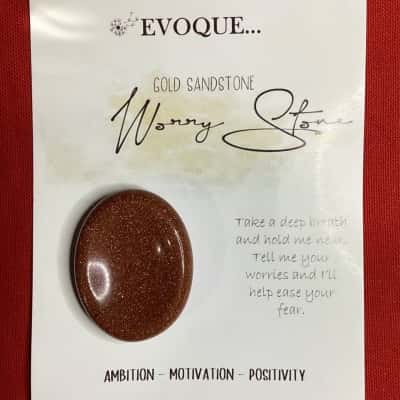 EVOQUE...
GOLD SANDSTONE
Worry Stone
Take a deep breath
and hold me near.
Tell me your
worries and I'll
help ease your
fear.
AMBITION - MOTIVATION - POSITIVITY